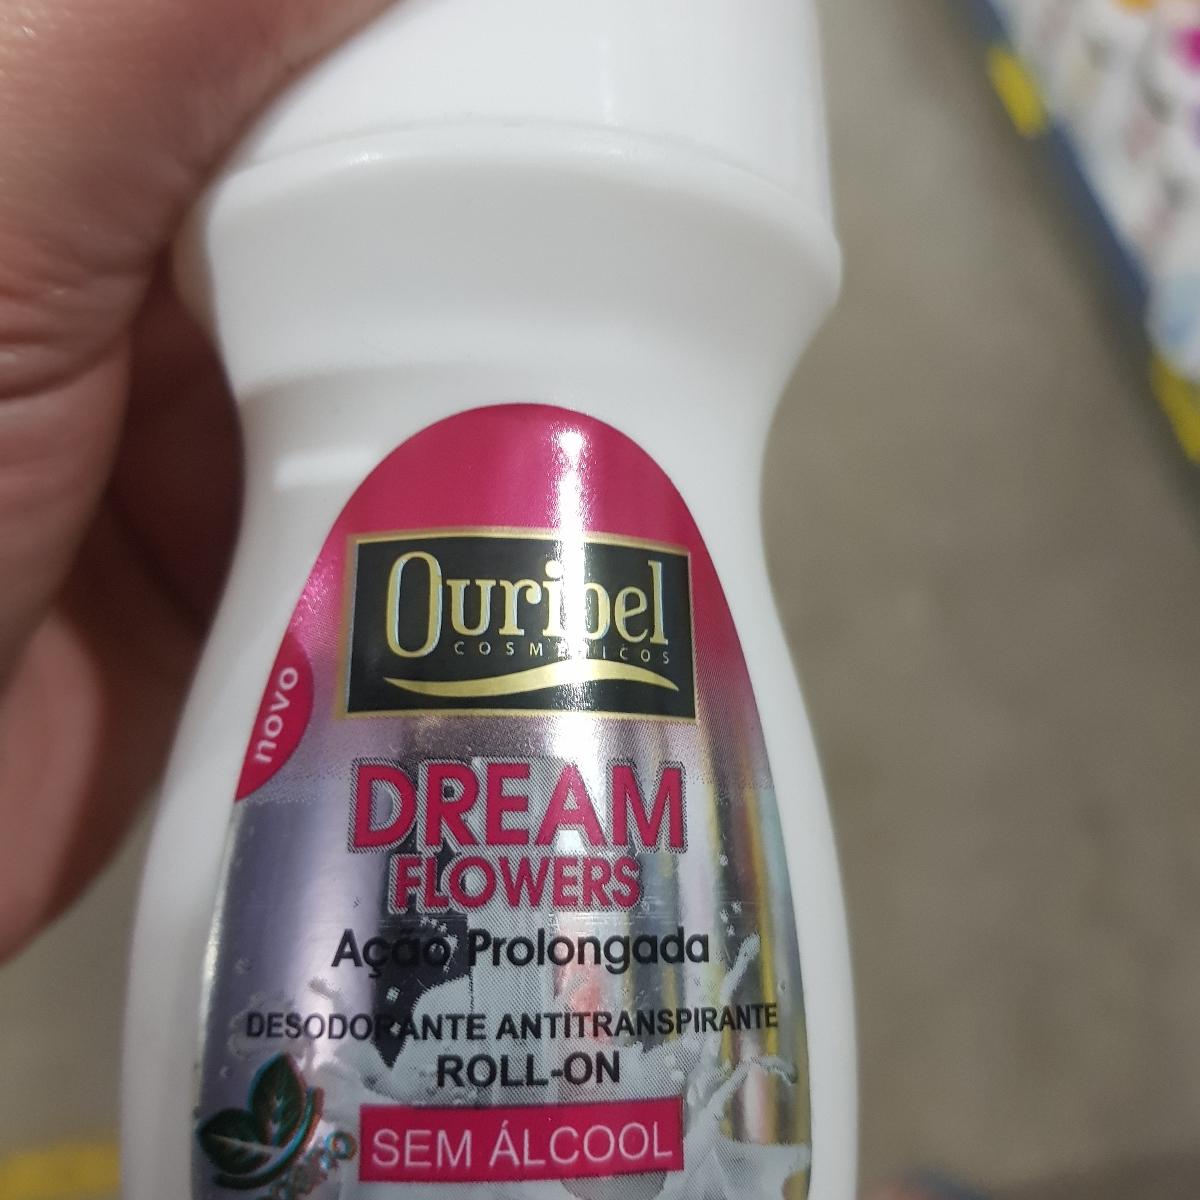 Ouribel
COSMÉTICOS
novo
DREAM
FLOWERS
Ação Prolongada
DESODORANTE ANTITRANSPIRANTE
ROLL-ON
SEM ÁLCOOL